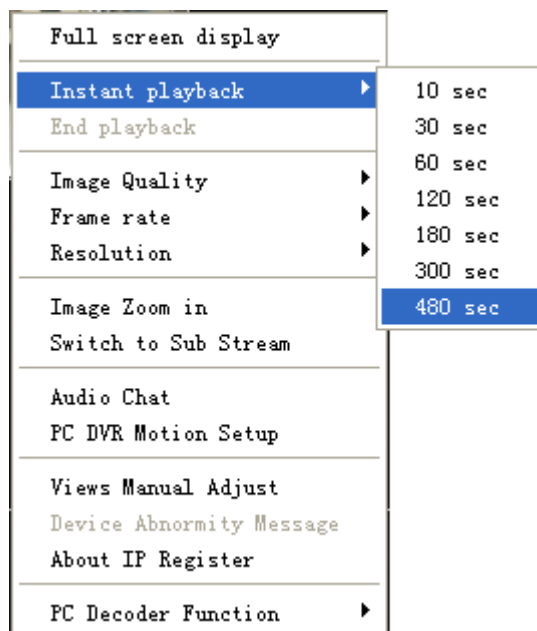 Full screen display
Instant playback
End playback
Image Quality
Frame rate
Resolution
Image Zoom in
Switch to Sub Stream
Audio Chat
PC DVR Motion Setup
Views Manual Adjust
Device Abnormity Message
About IP Register
PC Decoder Function
10 sec
30 sec
60 sec
120 sec
180 sec
300 sec
480 sec